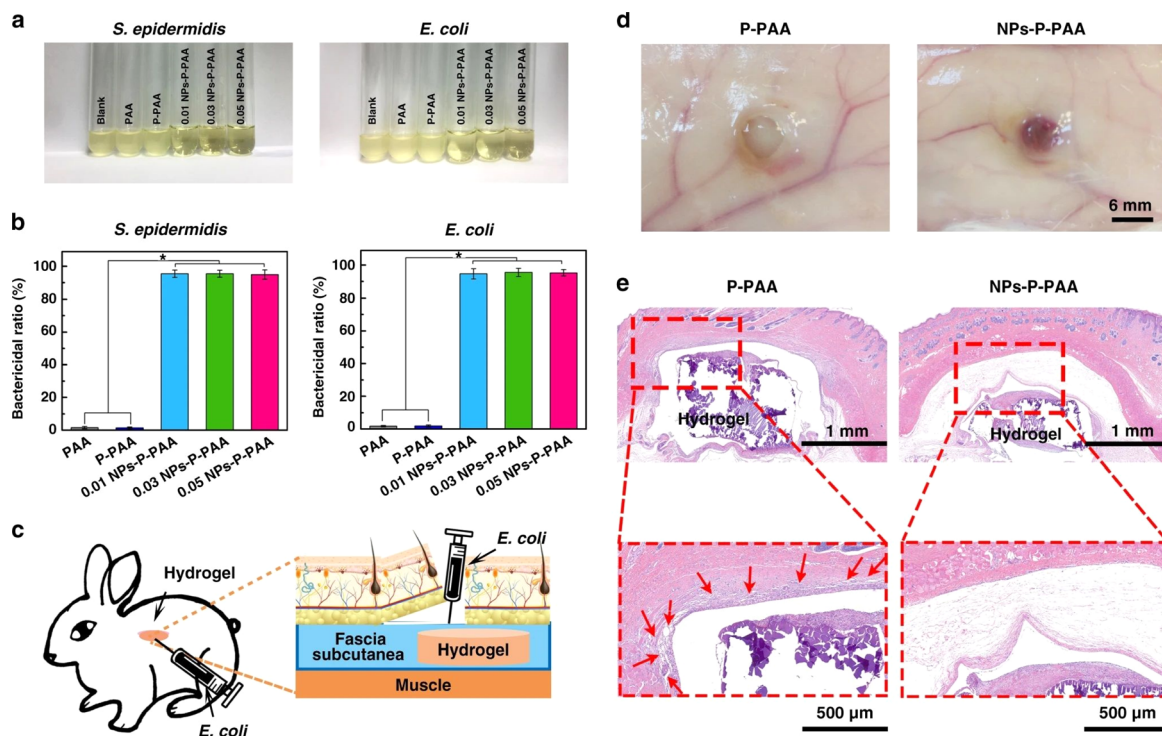 a
S. epidermidis
Blank
PAA
P-PAA
0.01 NPs-P-PAA
0.03 NPs-P-PAA
0.05 NPs-P-PAA
E. coli
Blank
PAA
P-PAA
0.01 NPs-P-PAA
0.03 NPs-P-PAA
0.05 NPs-P-PAA
b
S. epidermidis
Bactericidal ratio (%)
100
80
60
40
20
0
*
PAA
P-PAA
0.01 NPs-P-PAA
0.03 NPs-P-PAA
0.05 NPs-P-PAA
E. coli
Bactericidal ratio (%)
100
80
60
40
20
0
*
PAA
P-PAA
0.01 NPs-P-PAA
0.03 NPs-P-PAA
0.05 NPs-P-PAA
c
Hydrogel
E. coli
E. coli
Fascia
subcutanea
Hydrogel
Muscle
d
P-PAA
NPs-P-PAA
6 mm
e
P-PAA
NPs-P-PAA
Hydrogel
1 mm
Hydrogel
1 mm
500 μm
500 μm